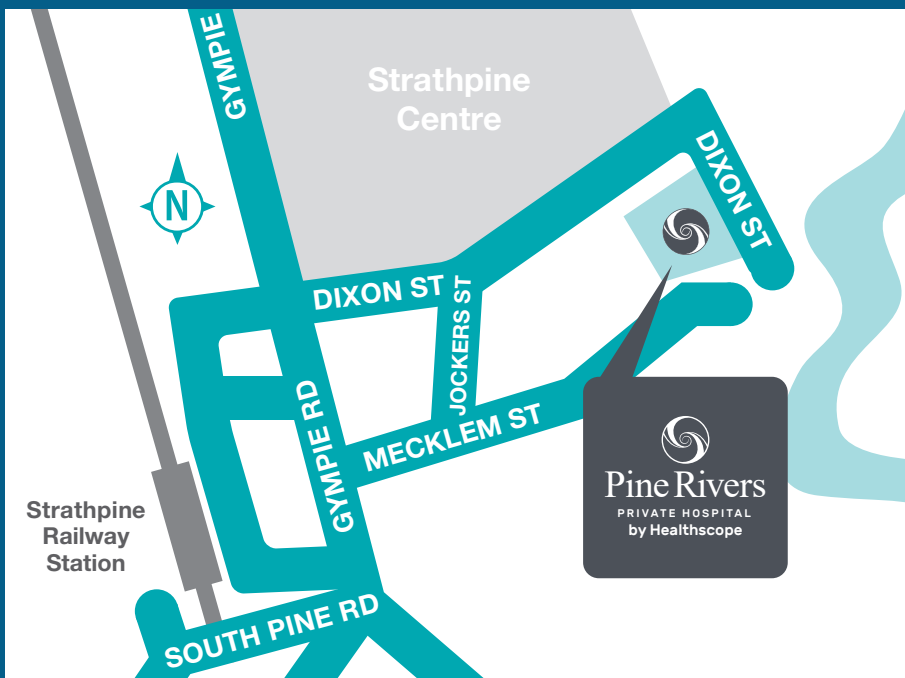 GYMPIE
Strathpine
Centre
DIXON ST
N
DIXON ST
JOCKERS ST
GYMPIE RD
MECKLEM ST
Pine Rivers
PRIVATE HOSPITAL
by Healthscope
Strathpine
Railway
Station
SOUTH PINE RD